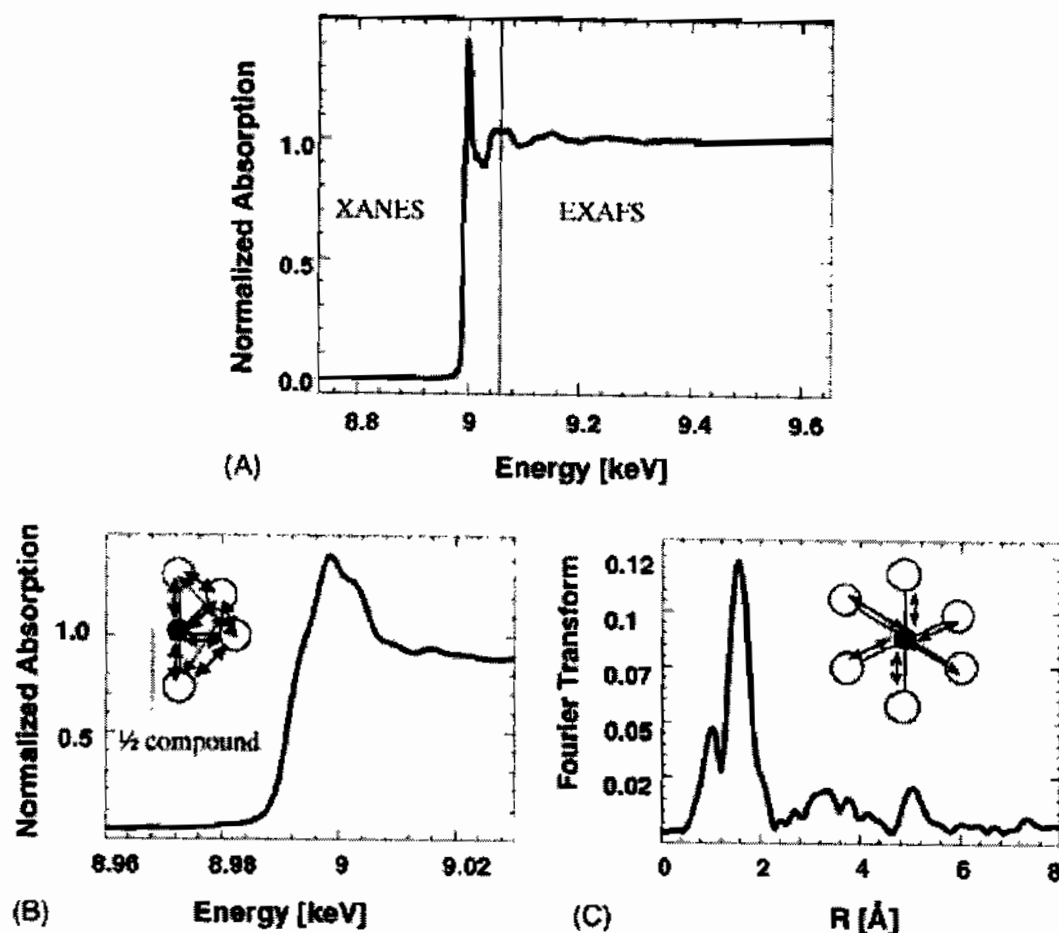 Normalized Absorption
1.0
0.5
0.0
XANES
EXAFS
8.8 9 9.2 9.4 9.6
(A)
Energy [keV]
Normalized Absorption
1.0
0.5
½ compound
8.96 8.98 9 9.02
(B)
Energy [keV]
Fourier Transform
0.12
0.1
0.07
0.05
0.02
0 2 4 6 8
(C)
R [Å]